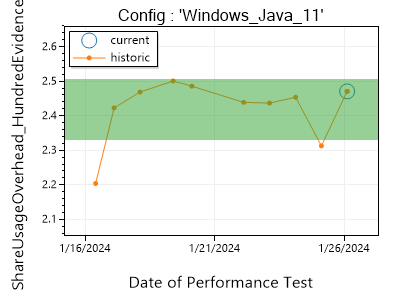 Config : 'Windows_Java_11'
ShareUsageOverhead_HundredEvidence
current
historic
2.6
2.5
2.4
2.3
2.2
2.1
1/16/2024
1/21/2024
1/26/2024
Date of Performance Test